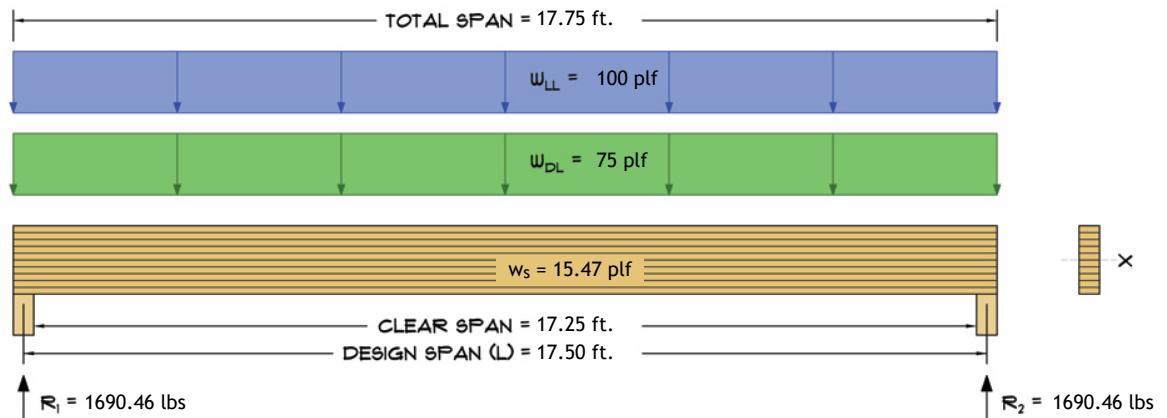 TOTAL SPAN = 17.75 ft.
WLL = 100 plf
WDL = 75 plf
ws = 15.47 plf
X
CLEAR SPAN = 17.25 ft.
DESIGN SPAN (L) = 17.50 ft.
R1 = 1690.46 lbs
R2 = 1690.46 lbs